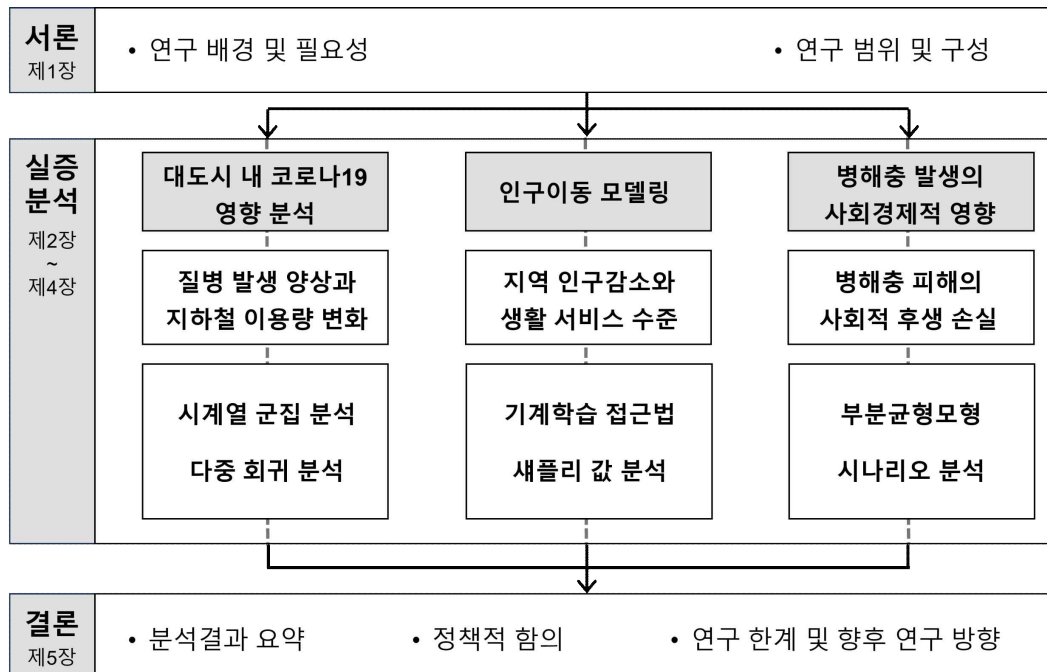 서론
제1장
• 연구 배경 및 필요성
• 연구 범위 및 구성
실증
분석
제2장
~
제4장
대도시 내 코로나19
영향 분석
인구이동 모델링
병해충 발생의
사회경제적 영향
질병 발생 양상과
지하철 이용량 변화
지역 인구감소와
생활 서비스 수준
병해충 피해의
사회적 후생 손실
시계열 군집 분석
다중 회귀 분석
기계학습 접근법
섀플리 값 분석
부분균형모형
시나리오 분석
결론
제5장
• 분석결과 요약
• 정책적 함의
• 연구 한계 및 향후 연구 방향